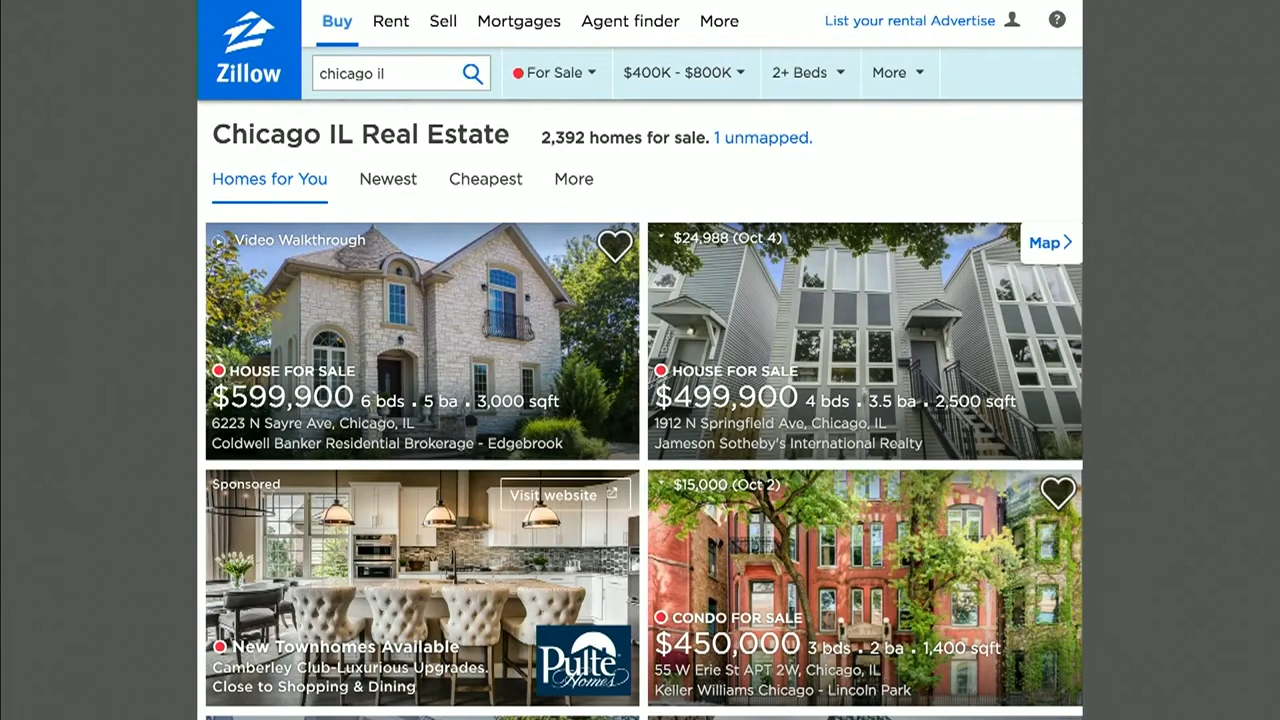 Buy Rent Sell Mortgages Agent finder More List your rental Advertise ?
Zillow
chicago il For Sale $400K - $800K 2+ Beds More
Chicago IL Real Estate 2,392 homes for sale. 1 unmapped.
Homes for You Newest Cheapest More
Video Walkthrough
HOUSE FOR SALE
$599,900 6 bds . 5 ba . 3,000 sqft
6223 N Sayre Ave, Chicago, IL
Coldwell Banker Residential Brokerage - Edgebrook
$24,988 (Oct 4)
Map
HOUSE FOR SALE
$499,900 4 bds . 3.5 ba . 2,500 sqft
1912 N Springfield Ave, Chicago, IL
Jameson Sotheby's International Realty
Sponsored
Visit website
New Townhomes Available
Camberley Club-Luxurious Upgrades.
Close to Shopping & Dining
Pulte
Homes
$15,000 (Oct 2)
CONDO FOR SALE
$450,000 3 bds . 2 ba . 1,400 sqft
55 W Erie St APT 2W, Chicago, IL
Keller Williams Chicago - Lincoln Park